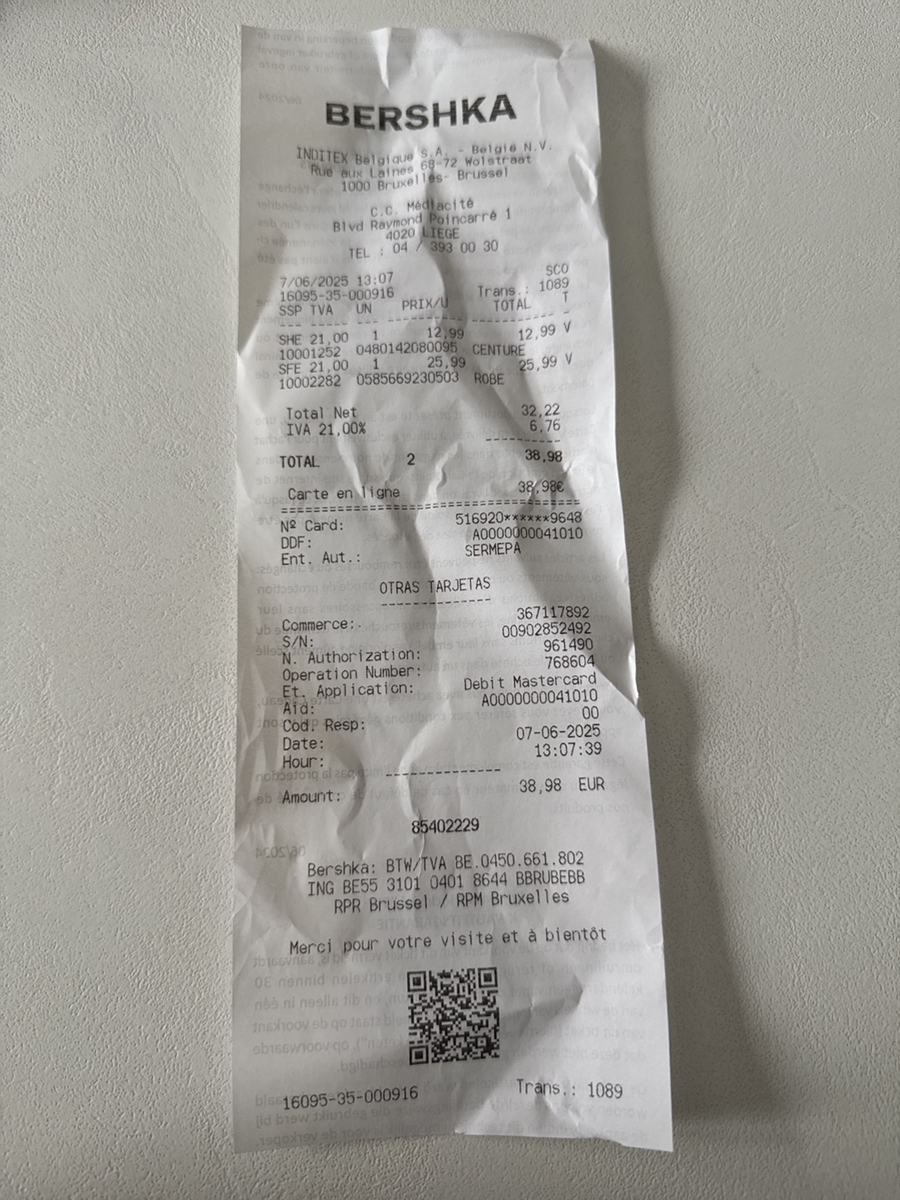 BERSHKA
INDITEX Belgique S.A. - Belgie N.V.
Rue aux Laines 68-72 Wolstraat
1000 Bruxelles- Brussel
C.C. Médiacité
Blvd Raymond Poincarré 1
4020 LIEGE
TEL : 04 / 393 00 30
SCO
7/06/2025 13:07
16095-35-000916 Trans.: 1089
SSP TVA UN PRIX/U TOTAL T
SHE 21,00 1 12,99 12,99 V
10001252 0480142080095 CENTURE
SFE 21,00 1 25,99 25,99 V
10002282 0585669230503 ROBE
Total Net 32,22
IVA 21,00% 6,76
TOTAL 2 38,98
Carte en ligne 38,98€
Nº Card: 516920******9648
DDF: A0000000041010
Ent. Aut.: SERMEPA
OTRAS TARJETAS
Commerce: 367117892
S/N: 00902852492
N. Authorization: 961490
Operation Number: 768604
Et. Application: Debit Mastercard
Aid: A0000000041010
Cod. Resp: 00
Date: 07-06-2025
Hour: 13:07:39
Amount: 38,98 EUR
85402229
Bershka: BTW/TVA BE.0450.661.802
ING BE55 3101 0401 8644 BBRUBEBB
RPR Brussel / RPM Bruxelles
Merci pour votre visite et à bientôt
16095-35-000916 Trans.: 1089